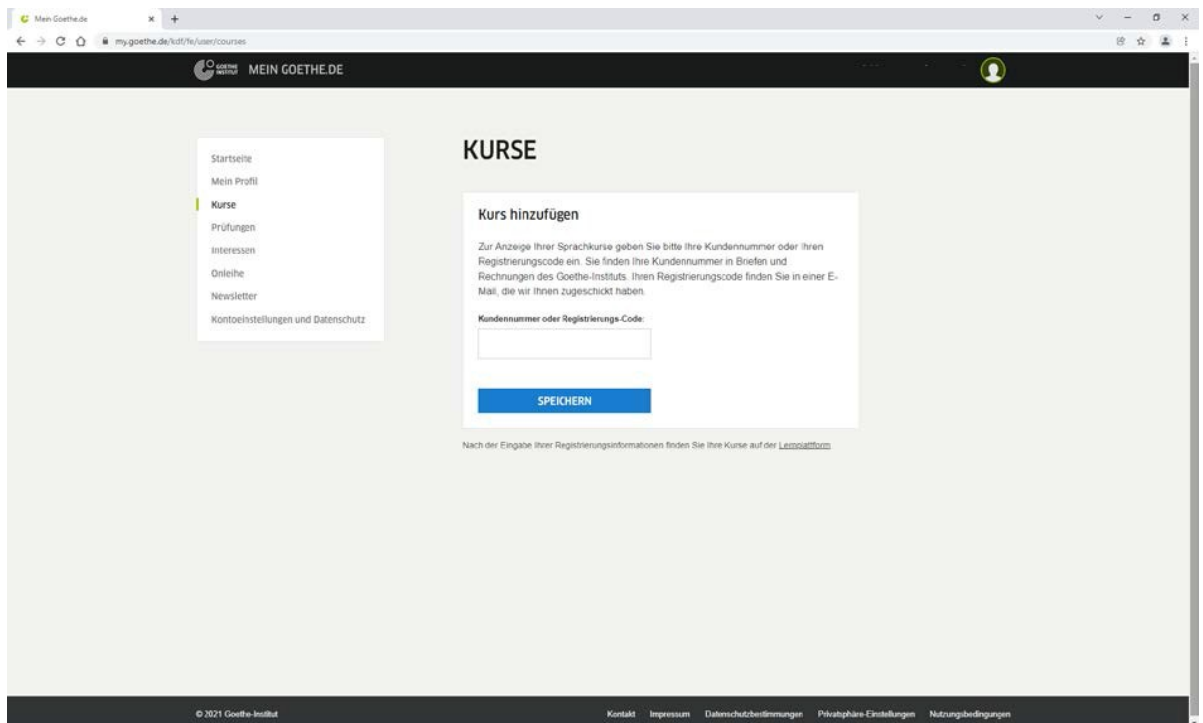 Mein Goethe.de
my.goethe.de/kdf/fe/user/courses
GOETHE INSTITUT MEIN GOETHE.DE
Startseite
Mein Profil
Kurse
Prüfungen
Interessen
Onleihe
Newsletter
Kontoeinstellungen und Datenschutz
KURSE
Kurs hinzufügen
Zur Anzeige Ihrer Sprachkurse geben Sie bitte Ihre Kundennummer oder Ihren
Registrierungscode ein. Sie finden Ihre Kundennummer in Briefen und
Rechnungen des Goethe-Instituts. Ihren Registrierungscode finden Sie in einer E-
Mail, die wir Ihnen zugeschickt haben.
Kundennummer oder Registrierungs-Code:
SPEICHERN
Nach der Eingabe Ihrer Registrierungsinformationen finden Sie Ihre Kurse auf der Lernplattform
© 2021 Goethe-Institut
Kontakt Impressum Datenschutzbestimmungen Privatsphäre-Einstellungen Nutzungsbedingungen